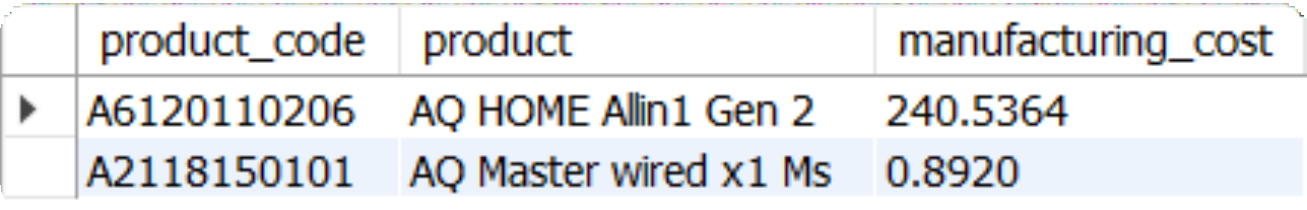 product_code product manufacturing_cost
A6120110206 AQ HOME Allin1 Gen 2 240.5364
A2118150101 AQ Master wired x1 Ms 0.8920